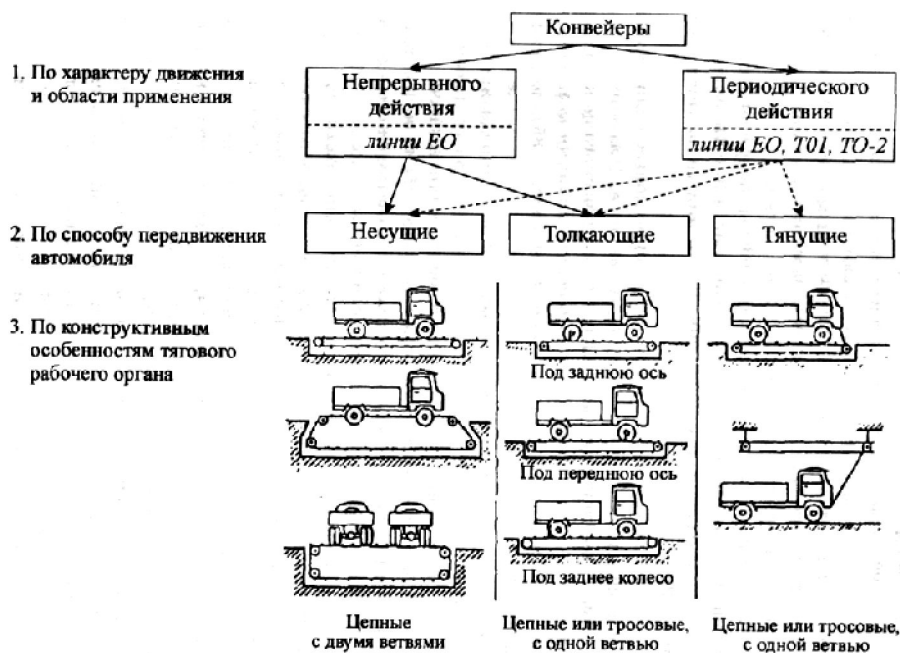 Конвейеры
1. По характеру движения
и области применения
Непрерывного
действия
линии ЕО
Периодического
действия
линии ЕО, ТО1, ТО-2
2. По способу передвижения
автомобиля
Несущие
Толкающие
Тянущие
3. По конструктивным
особенностям тягового
рабочего органа
Под заднюю ось
Под переднюю ось
Под заднее колесо
Цепные
с двумя ветвями
Цепные или тросовые,
с одной ветвью
Цепные или тросовые,
с одной ветвью